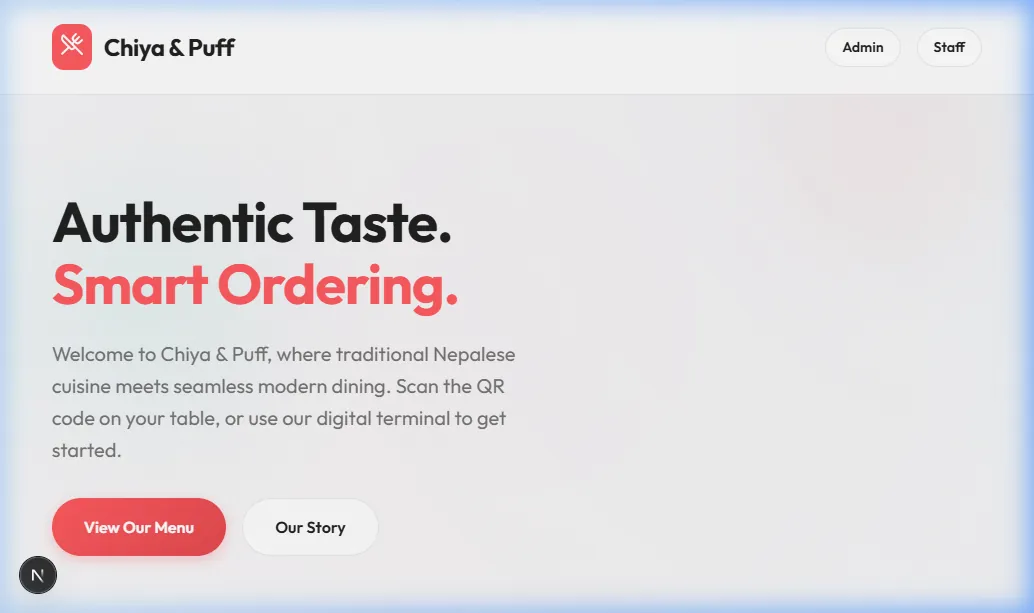 Chiya & Puff
Admin
Staff
Authentic Taste.
Smart Ordering.
Welcome to Chiya & Puff, where traditional Nepalese
cuisine meets seamless modern dining. Scan the QR
code on your table, or use our digital terminal to get
started.
View Our Menu
Our Story
N